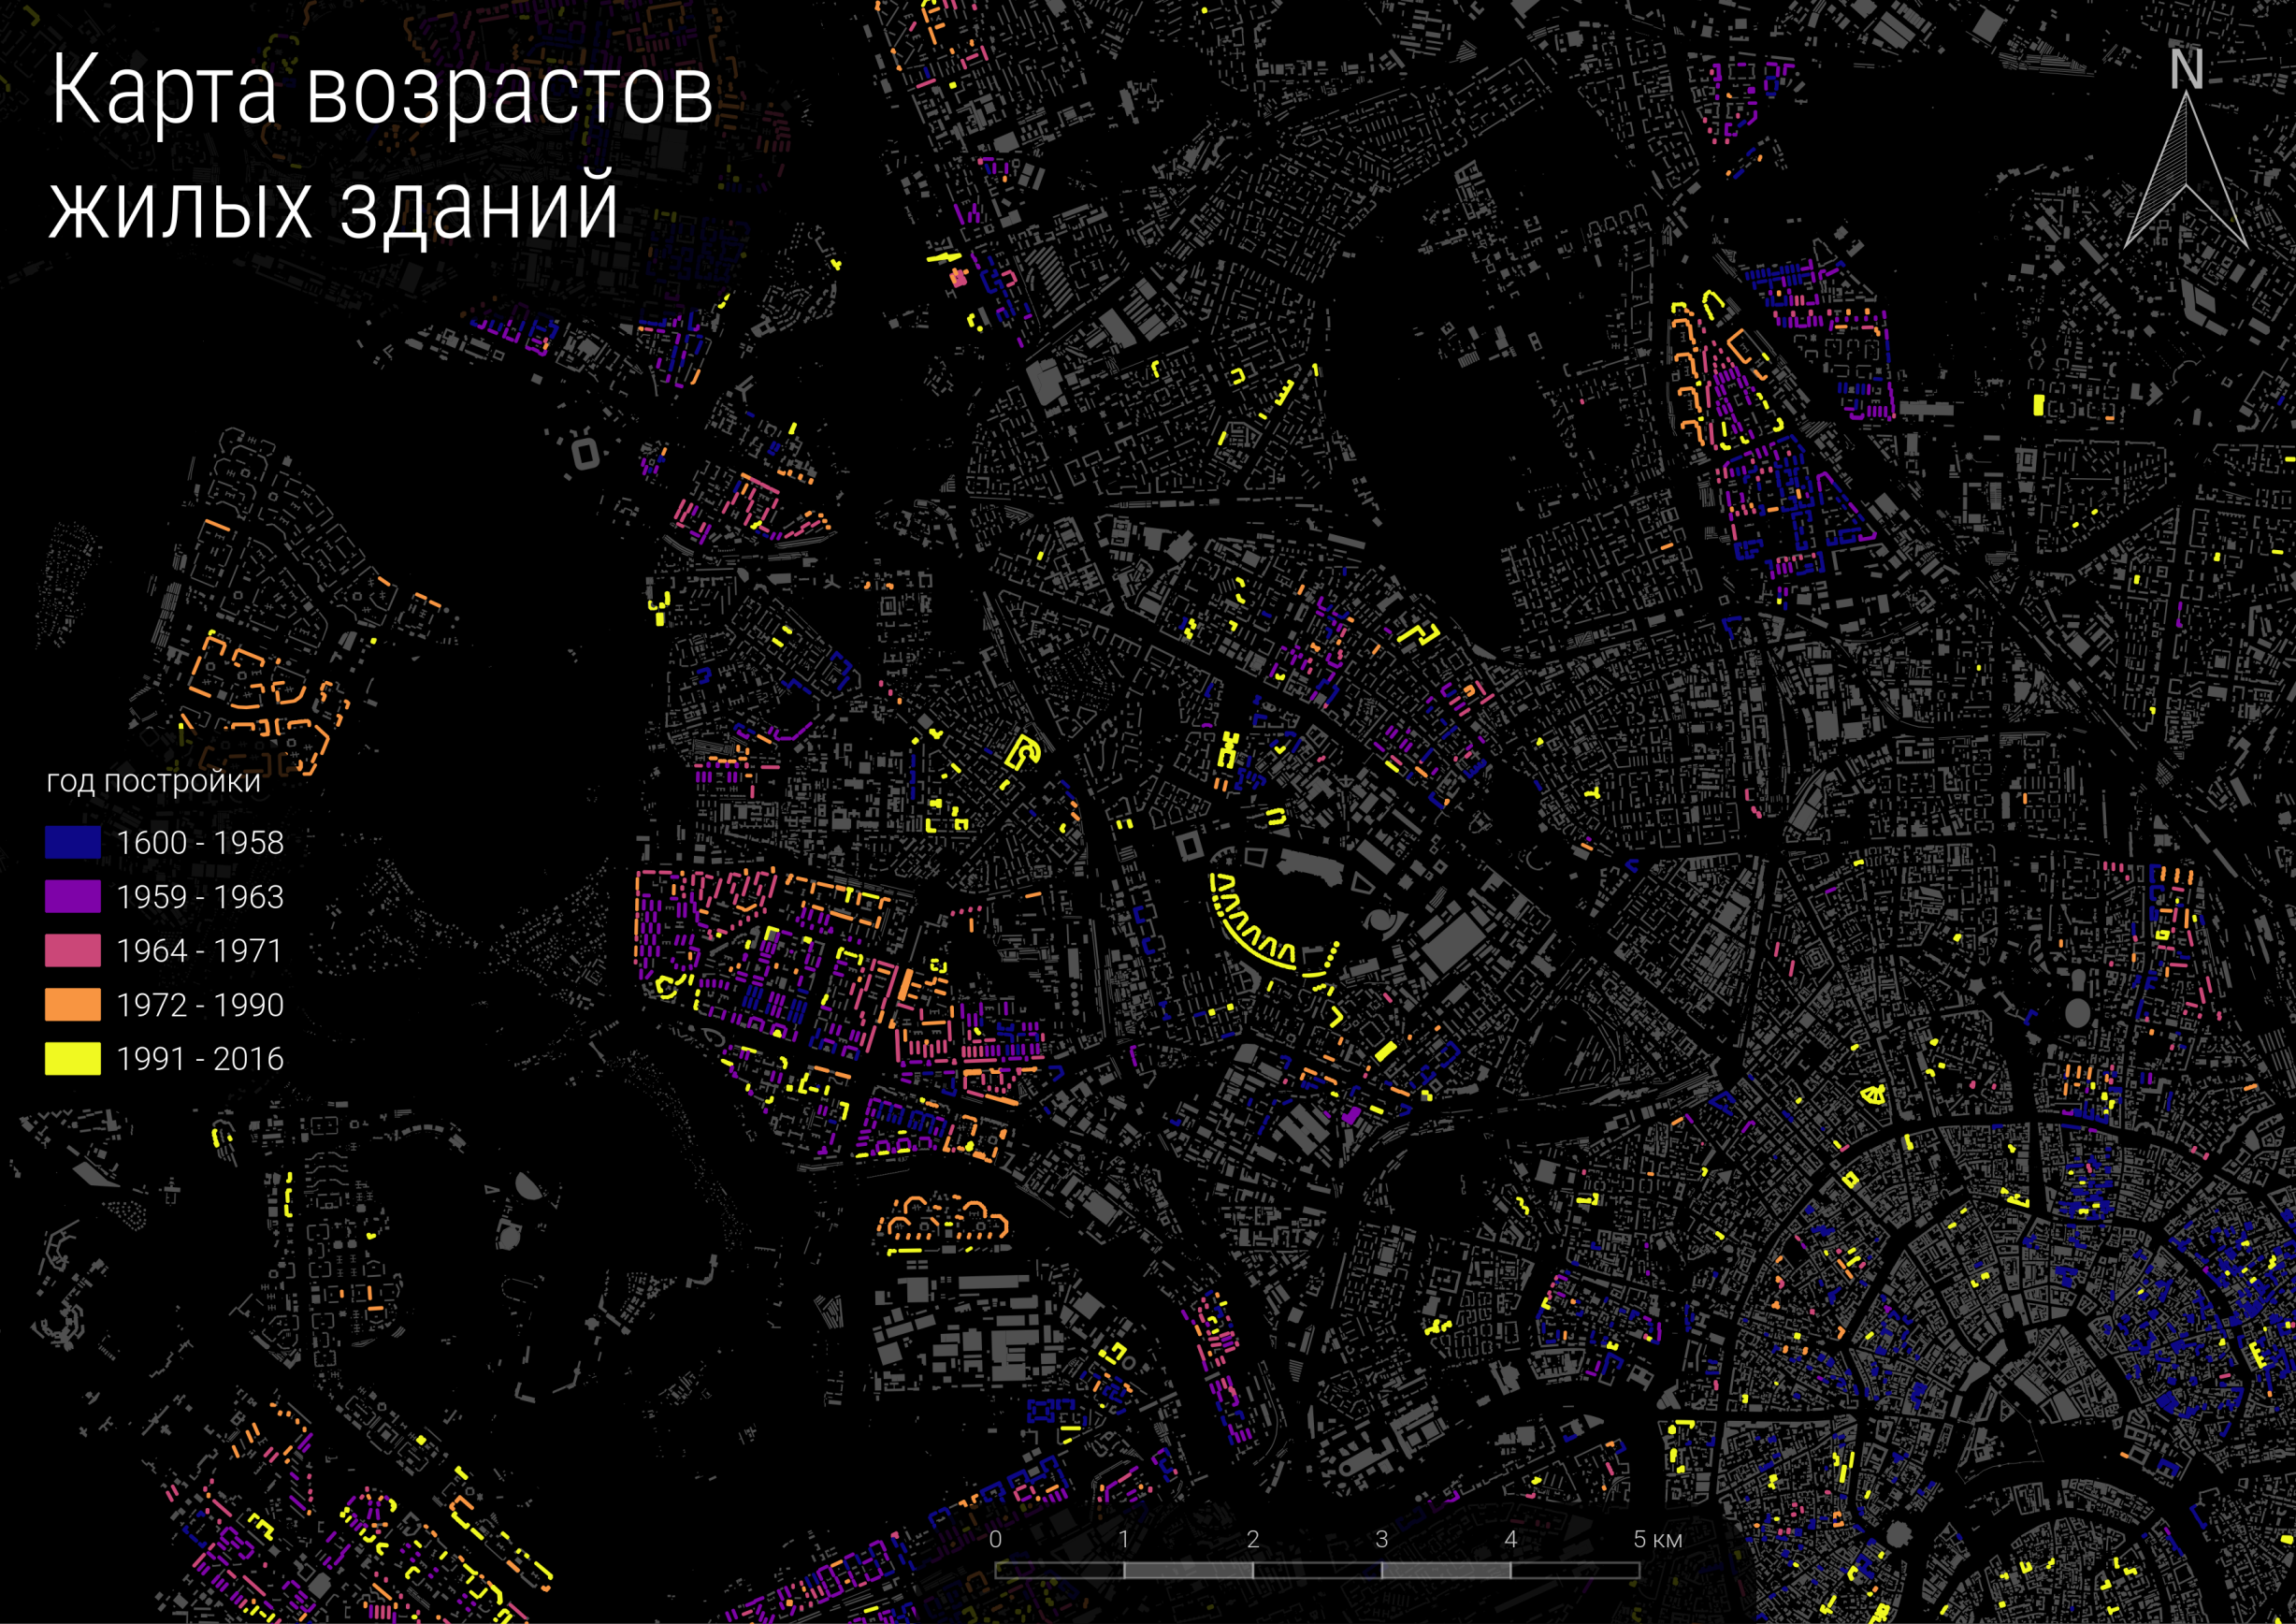 Карта возрастов
жилых зданий
N
год постройки
1600 - 1958
1959 - 1963
1964 - 1971
1972 - 1990
1991 - 2016
0 1 2 3 4 5 км